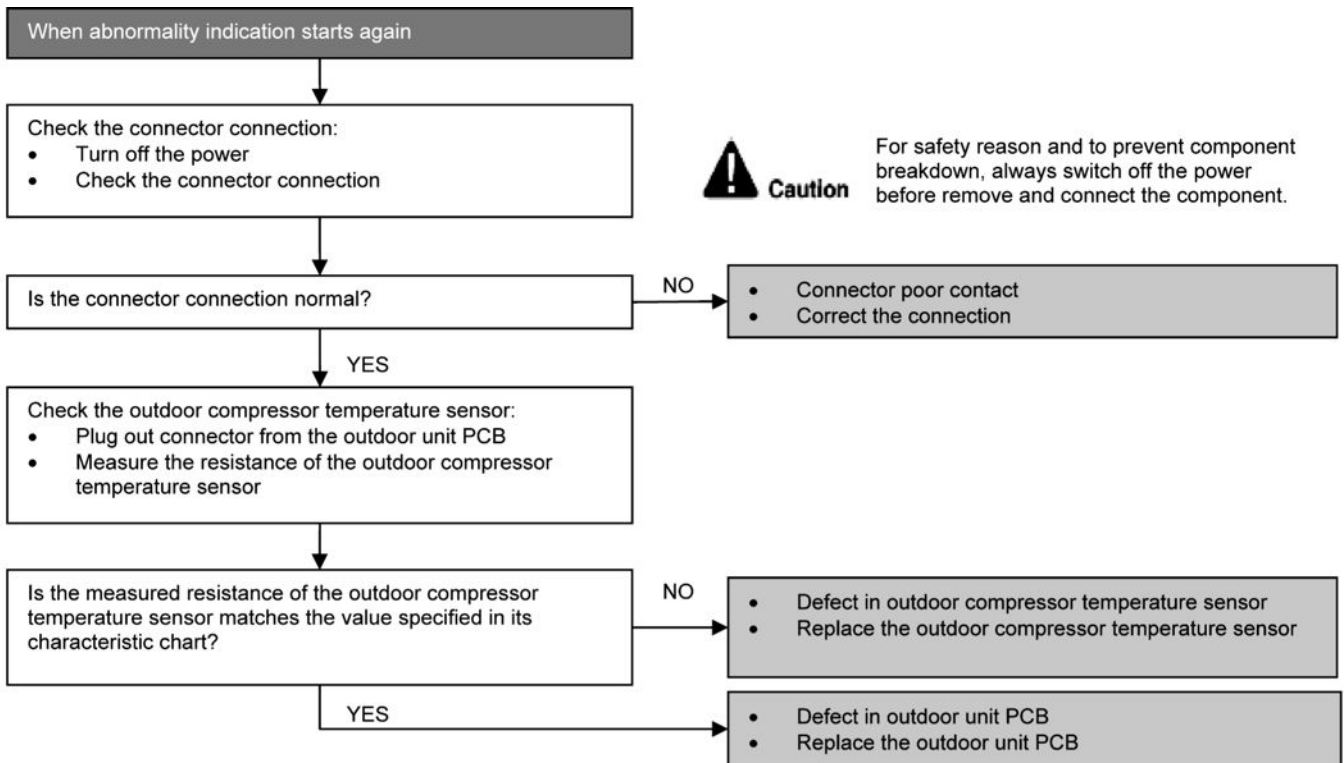 When abnormality indication starts again
Check the connector connection:
• Turn off the power
• Check the connector connection
For safety reason and to prevent component
breakdown, always switch off the power
before remove and connect the component.
Caution
Is the connector connection normal?
NO
• Connector poor contact
• Correct the connection
YES
Check the outdoor compressor temperature sensor:
• Plug out connector from the outdoor unit PCB
• Measure the resistance of the outdoor compressor
temperature sensor
Is the measured resistance of the outdoor compressor
temperature sensor matches the value specified in its
characteristic chart?
NO
• Defect in outdoor compressor temperature sensor
• Replace the outdoor compressor temperature sensor
YES
• Defect in outdoor unit PCB
• Replace the outdoor unit PCB